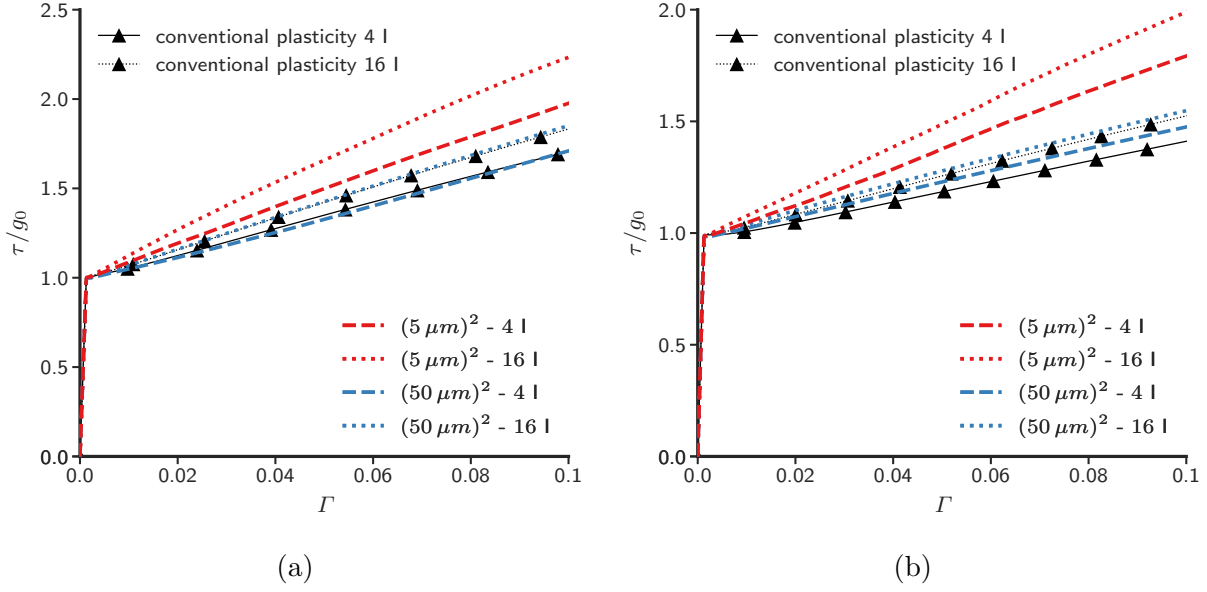 2.5
2.0
1.5
1.0
0.5
0.0
0.0
0.0 0.02 0.04 0.06 0.08 0.1
τ/g₀
Γ
conventional plasticity 4 I
conventional plasticity 16 I
(5 μm)² - 4 I
(5 μm)² - 16 I
(50 μm)² - 4 I
(50 μm)² - 16 I
(a)
2.0
1.5
1.0
0.5
0.0
0.0 0.02 0.04 0.06 0.08 0.1
τ/g₀
Γ
conventional plasticity 4 I
conventional plasticity 16 I
(5 μm)² - 4 I
(5 μm)² - 16 I
(50 μm)² - 4 I
(50 μm)² - 16 I
(b)